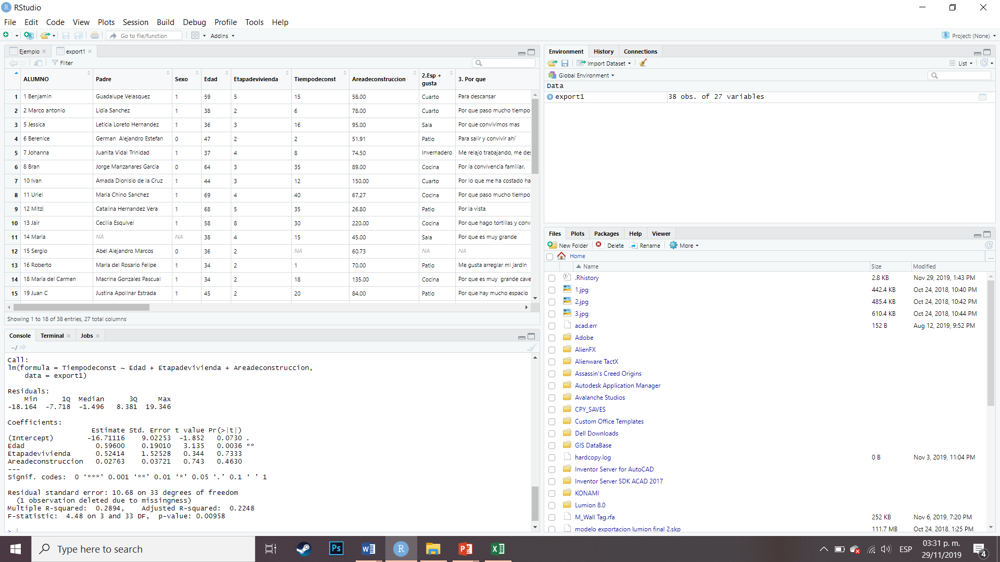 RStudio
File Edit Code View Plots Session Build Debug Profile Tools Help
Go to file/function Addins Project: (None)
Ejemplo export1
Filter
ALUMNO Padre Sexo Edad Etapadevivienda Tiempodeconst Areadeconstruccion 2.Esp + gusta 3. Por que
1 1 Benjamin Guadalupe Velasquez 1 59 5 15 58.00 Cuarto Para descansar
2 2 Marco antonio Lidia Sanchez 1 38 2 6 78.00 Cuarto Por que paso mucho tiempo
3 5 Jessica Leticia Loreto Hernandez 1 36 3 16 95.00 Sala Por que convivimos mas
4 6 Berenice German Alejandro Estefan 0 47 2 2 51.91 Patio Para salir y convivir ahí
5 7 Johanna Juanita Vidal Trinidad 1 37 4 8 74.50 Invernadero Me relajo trabajando, me des
6 8 Bran Jorge Manzanares Garcia 0 64 3 35 89.00 Cocina Por la convivencia familiar.
7 10 Ivan Amada Dionisio de la Cruz 1 44 3 12 150.00 Cuarto Por lo que me ha costado ha
8 11 Uriel Maria Chino Sanchez 1 69 4 40 67.27 Cocina Por que paso mucho tiempo
9 12 Mitzi Catalina Hernandez Vera 1 68 5 35 26.80 Patio Por la vista
10 13 Jair Cecilia Esquivel 1 58 8 30 220.00 Cocina Por que hago tortillas y conv
11 14 Maria NA NA 38 4 15 45.00 Sala Por que es muy grande
12 15 Sergio Abel Alejandro Marcos 0 36 2 NA 60.73 NA NA
13 16 Roberto Maria del Rosario Felipe 1 34 2 1 70.00 Patio Me gusta arreglar mi jardin
14 18 Maria del Carmen Macrina Gonzales Pascual 1 34 2 18 135.00 Cocina Por que es muy grande cave
15 19 Juan C Justina Apolinar Estrada 1 45 2 20 84.00 Patio Por que hay mucho espacio
Showing 1 to 18 of 38 entries, 27 total columns
Console Terminal Jobs
~/
Call:
lm(formula = Tiempodeconst ~ Edad + Etapadevivienda + Areadeconstruccion,
data = export1)
Residuals:
Min 1Q Median 3Q Max
-18.164 -7.718 -1.496 8.381 19.346
Coefficients:
Estimate Std. Error t value Pr(>|t|)
(Intercept) -16.71116 9.02253 -1.852 0.0730 .
Edad 0.59600 0.19010 3.135 0.0036 **
Etapadevivienda 0.52414 1.52528 0.344 0.7333
Areadeconstruccion 0.02763 0.03721 0.743 0.4630
---
Signif. codes: 0 ‘***’ 0.001 ‘**’ 0.01 ‘*’ 0.05 ‘.’ 0.1 ‘ ’ 1
Residual standard error: 10.68 on 33 degrees of freedom
(1 observation deleted due to missingness)
Multiple R-squared: 0.2894, Adjusted R-squared: 0.2248
F-statistic: 4.48 on 3 and 33 DF, p-value: 0.00958
>
Environment History Connections
Import Dataset List
Global Environment
Data
export1 38 obs. of 27 variables
Files Plots Packages Help Viewer
New Folder Delete Rename More
Home ...
Name Size Modified
.Rhistory 2.8 KB Nov 29, 2019, 1:43 PM
1.jpg 442.4 KB Oct 24, 2018, 10:40 PM
2.jpg 485.4 KB Oct 24, 2018, 10:42 PM
3.jpg 610.4 KB Oct 24, 2018, 10:44 PM
acad.err 152 B Aug 12, 2019, 9:52 PM
Adobe
AlienFX
Alienware TactX
Assassin's Creed Origins
Autodesk Application Manager
Avalanche Studios
CPY_SAVES
Custom Office Templates
Dell Downloads
GIS DataBase
hardcopy.log 0 B Nov 3, 2019, 11:04 PM
Inventor Server for AutoCAD
Inventor Server SDK ACAD 2017
KONAMI
Lumion 8.0
M_Wall Tag.rfa 252 KB Nov 6, 2019, 7:20 PM
modelo exportacion lumion final 2.skp 111.7 MB Oct 24, 2018, 1:25 PM
Type here to search ESP 03:31 p. m.
29/11/2019
4